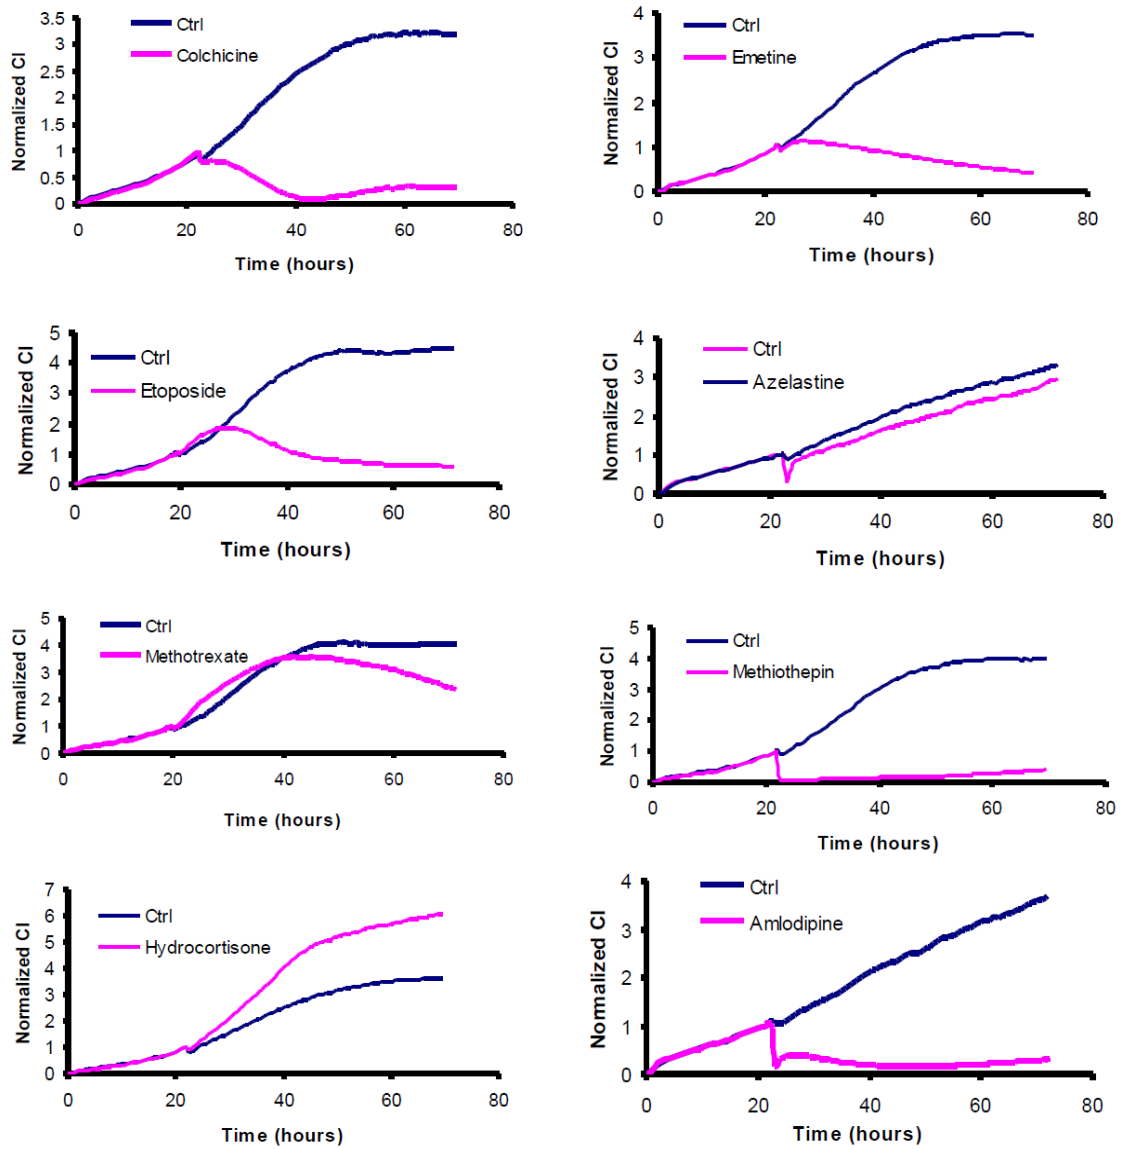 Normalized CI
3.5
3
2.5
2
1.5
1
0.5
0
Ctrl
Colchicine
0 20 40 60 80
Time (hours)
Normalized CI
4
3
2
1
0
Ctrl
Emetine
0 20 40 60 80
Time (hours)
Normalized CI
5
4
3
2
1
0
Ctrl
Etoposide
0 20 40 60 80
Time (hours)
Normalized CI
4
3
2
1
0
Ctrl
Azelastine
0 20 40 60 80
Time (hours)
Normalized CI
5
4
3
2
1
0
Ctrl
Methotrexate
0 20 40 60 80
Time (hours)
Normalized CI
5
4
3
2
1
0
Ctrl
Methiothepin
0 20 40 60 80
Time (hours)
Normalized CI
7
6
5
4
3
2
1
0
Ctrl
Hydrocortisone
0 20 40 60 80
Time (hours)
Normalized CI
4
3
2
1
0
Ctrl
Amlodipine
0 20 40 60 80
Time (hours)